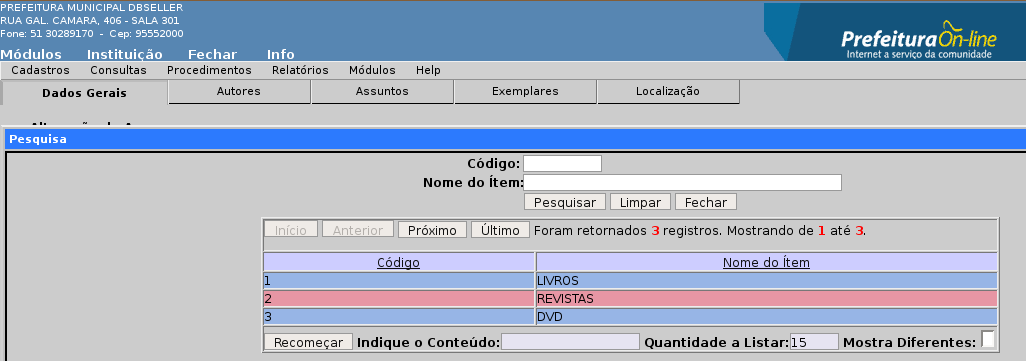 PREFEITURA MUNICIPAL DBSELLER
RUA GAL. CAMARA, 406 - SALA 301
Fone: 51 30289170 - Cep: 95552000
Prefeitura On-line
Internet a serviço da comunidade
Módulos Instituição Fechar Info
Cadastros Consultas Procedimentos Relatórios Módulos Help
Dados Gerais Autores Assuntos Exemplares Localização
Pesquisa
Código:
Nome do Ítem:
Pesquisar Limpar Fechar
Início Anterior Próximo Último Foram retornados 3 registros. Mostrando de 1 até 3.
Código Nome do Ítem
1 LIVROS
2 REVISTAS
3 DVD
Recomeçar Indique o Conteúdo: Quantidade a Listar: 15 Mostra Diferentes: